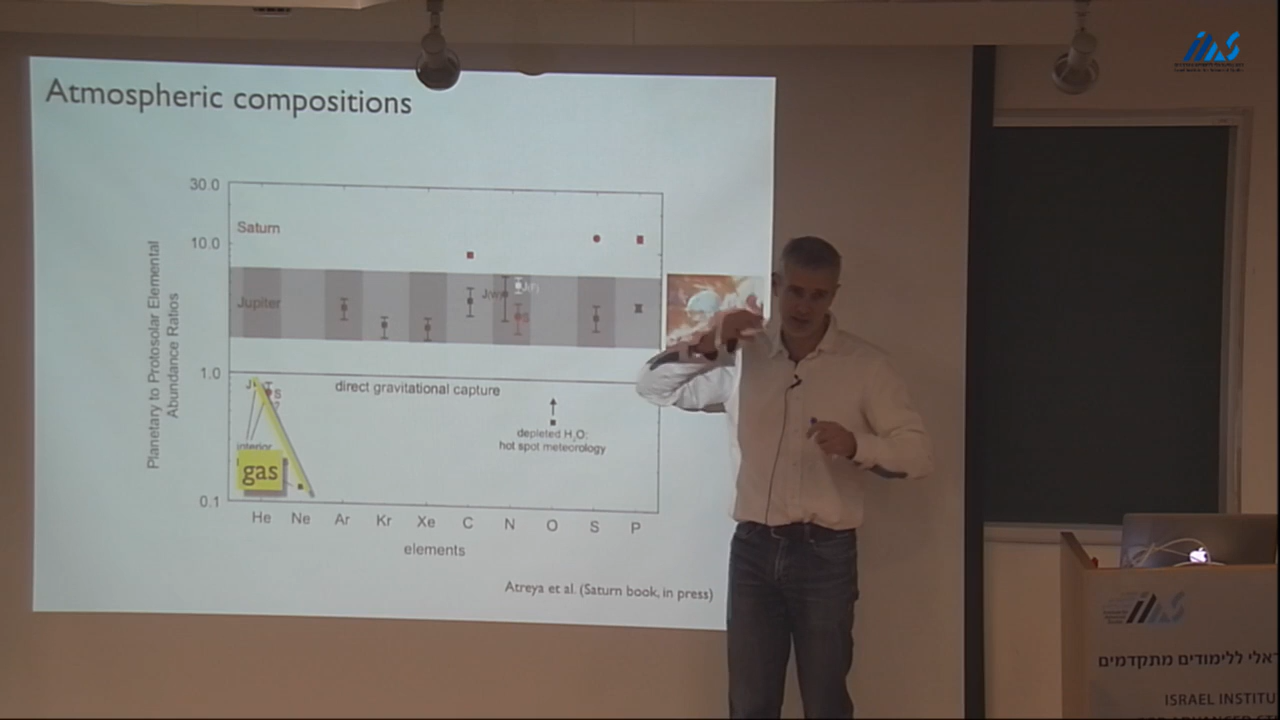 Atmospheric compositions
30.0
10.0
1.0
0.1
Planetary to Protosolar Elemental
Abundance Ratios
Saturn
Jupiter
J(w)
J(F)
S
J
S
?
direct gravitational capture
depleted H₂O:
hot spot meteorology
interior
gas
He Ne Ar Kr Xe C N O S P
elements
Atreya et al. (Saturn book, in press)
iias
iias
אלי ללימודים מתקדמים
ISRAEL INSTITU